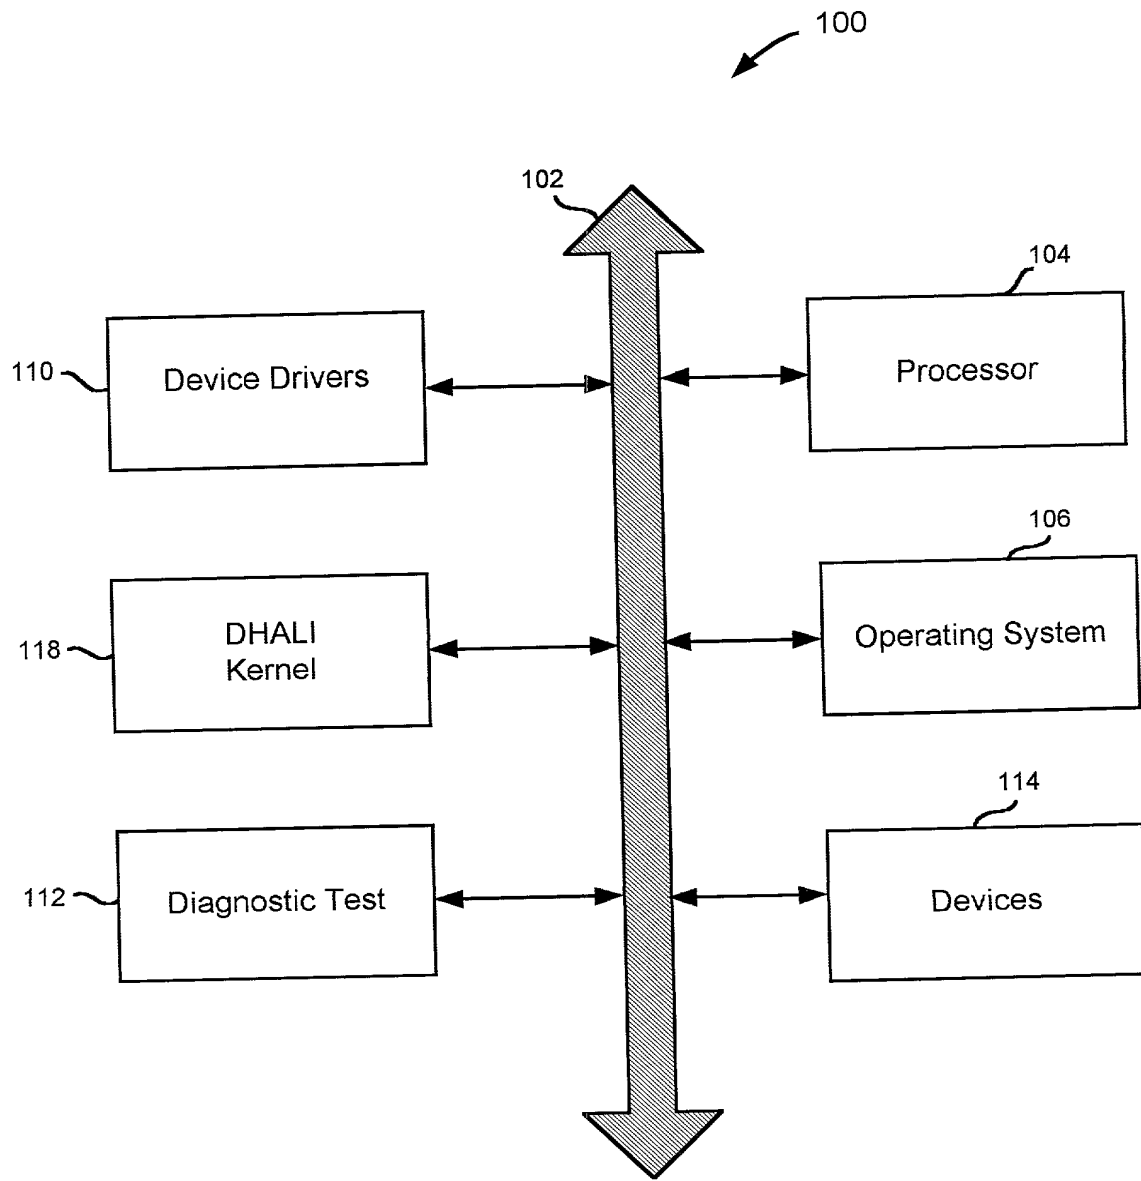 100
102
104
Processor
110
Device Drivers
106
Operating System
118
DHALI
Kernel
114
Devices
112
Diagnostic Test